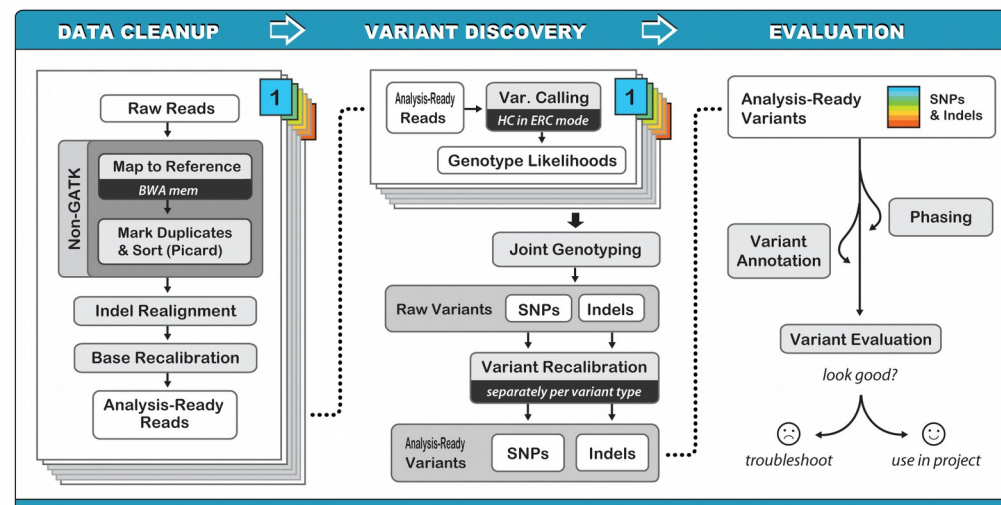 DATA CLEANUP
VARIANT DISCOVERY
EVALUATION
1
Raw Reads
Non-GATK
Map to Reference
BWA mem
Mark Duplicates
& Sort (Picard)
Indel Realignment
Base Recalibration
Analysis-Ready
Reads
1
Analysis-Ready
Reads
Var. Calling
HC in ERC mode
Genotype Likelihoods
Joint Genotyping
Raw Variants
SNPs
Indels
Variant Recalibration
separately per variant type
Analysis-Ready
Variants
SNPs
Indels
Analysis-Ready
Variants
SNPs
& Indels
Phasing
Variant
Annotation
Variant Evaluation
look good?
troubleshoot
use in project